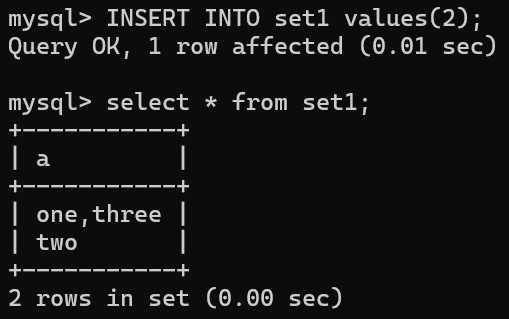 mysql> INSERT INTO set1 values(2);
Query OK, 1 row affected (0.01 sec)

mysql> select * from set1;
+-----------+
| a         |
+-----------+
| one,three |
| two       |
+-----------+
2 rows in set (0.00 sec)